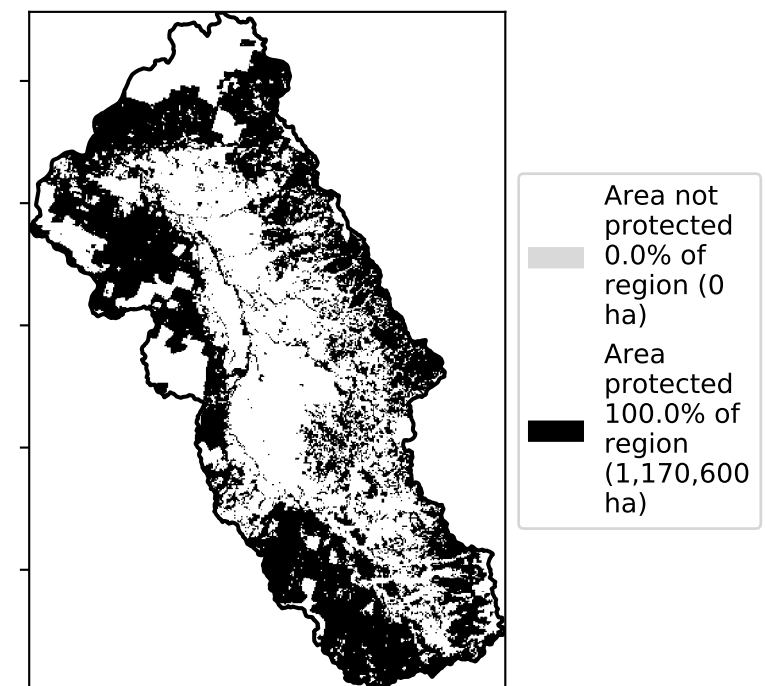 Area not
protected
0.0% of
region (0
ha)
Area
protected
100.0% of
region
(1,170,600
ha)